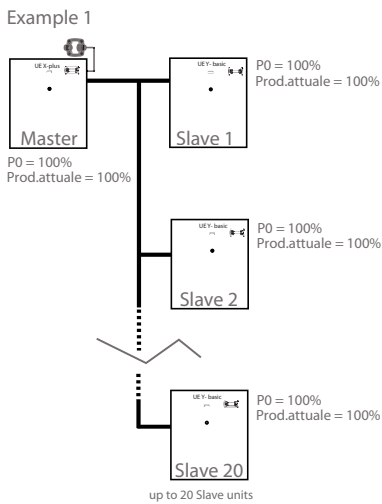 Example 1
UE X-plus
Master
P0 = 100%
Prod.attuale = 100%
UE Y- basic
Slave 1
P0 = 100%
Prod.attuale = 100%
UE Y- basic
Slave 2
P0 = 100%
Prod.attuale = 100%
UE Y- basic
Slave 20
P0 = 100%
Prod.attuale = 100%
up to 20 Slave units